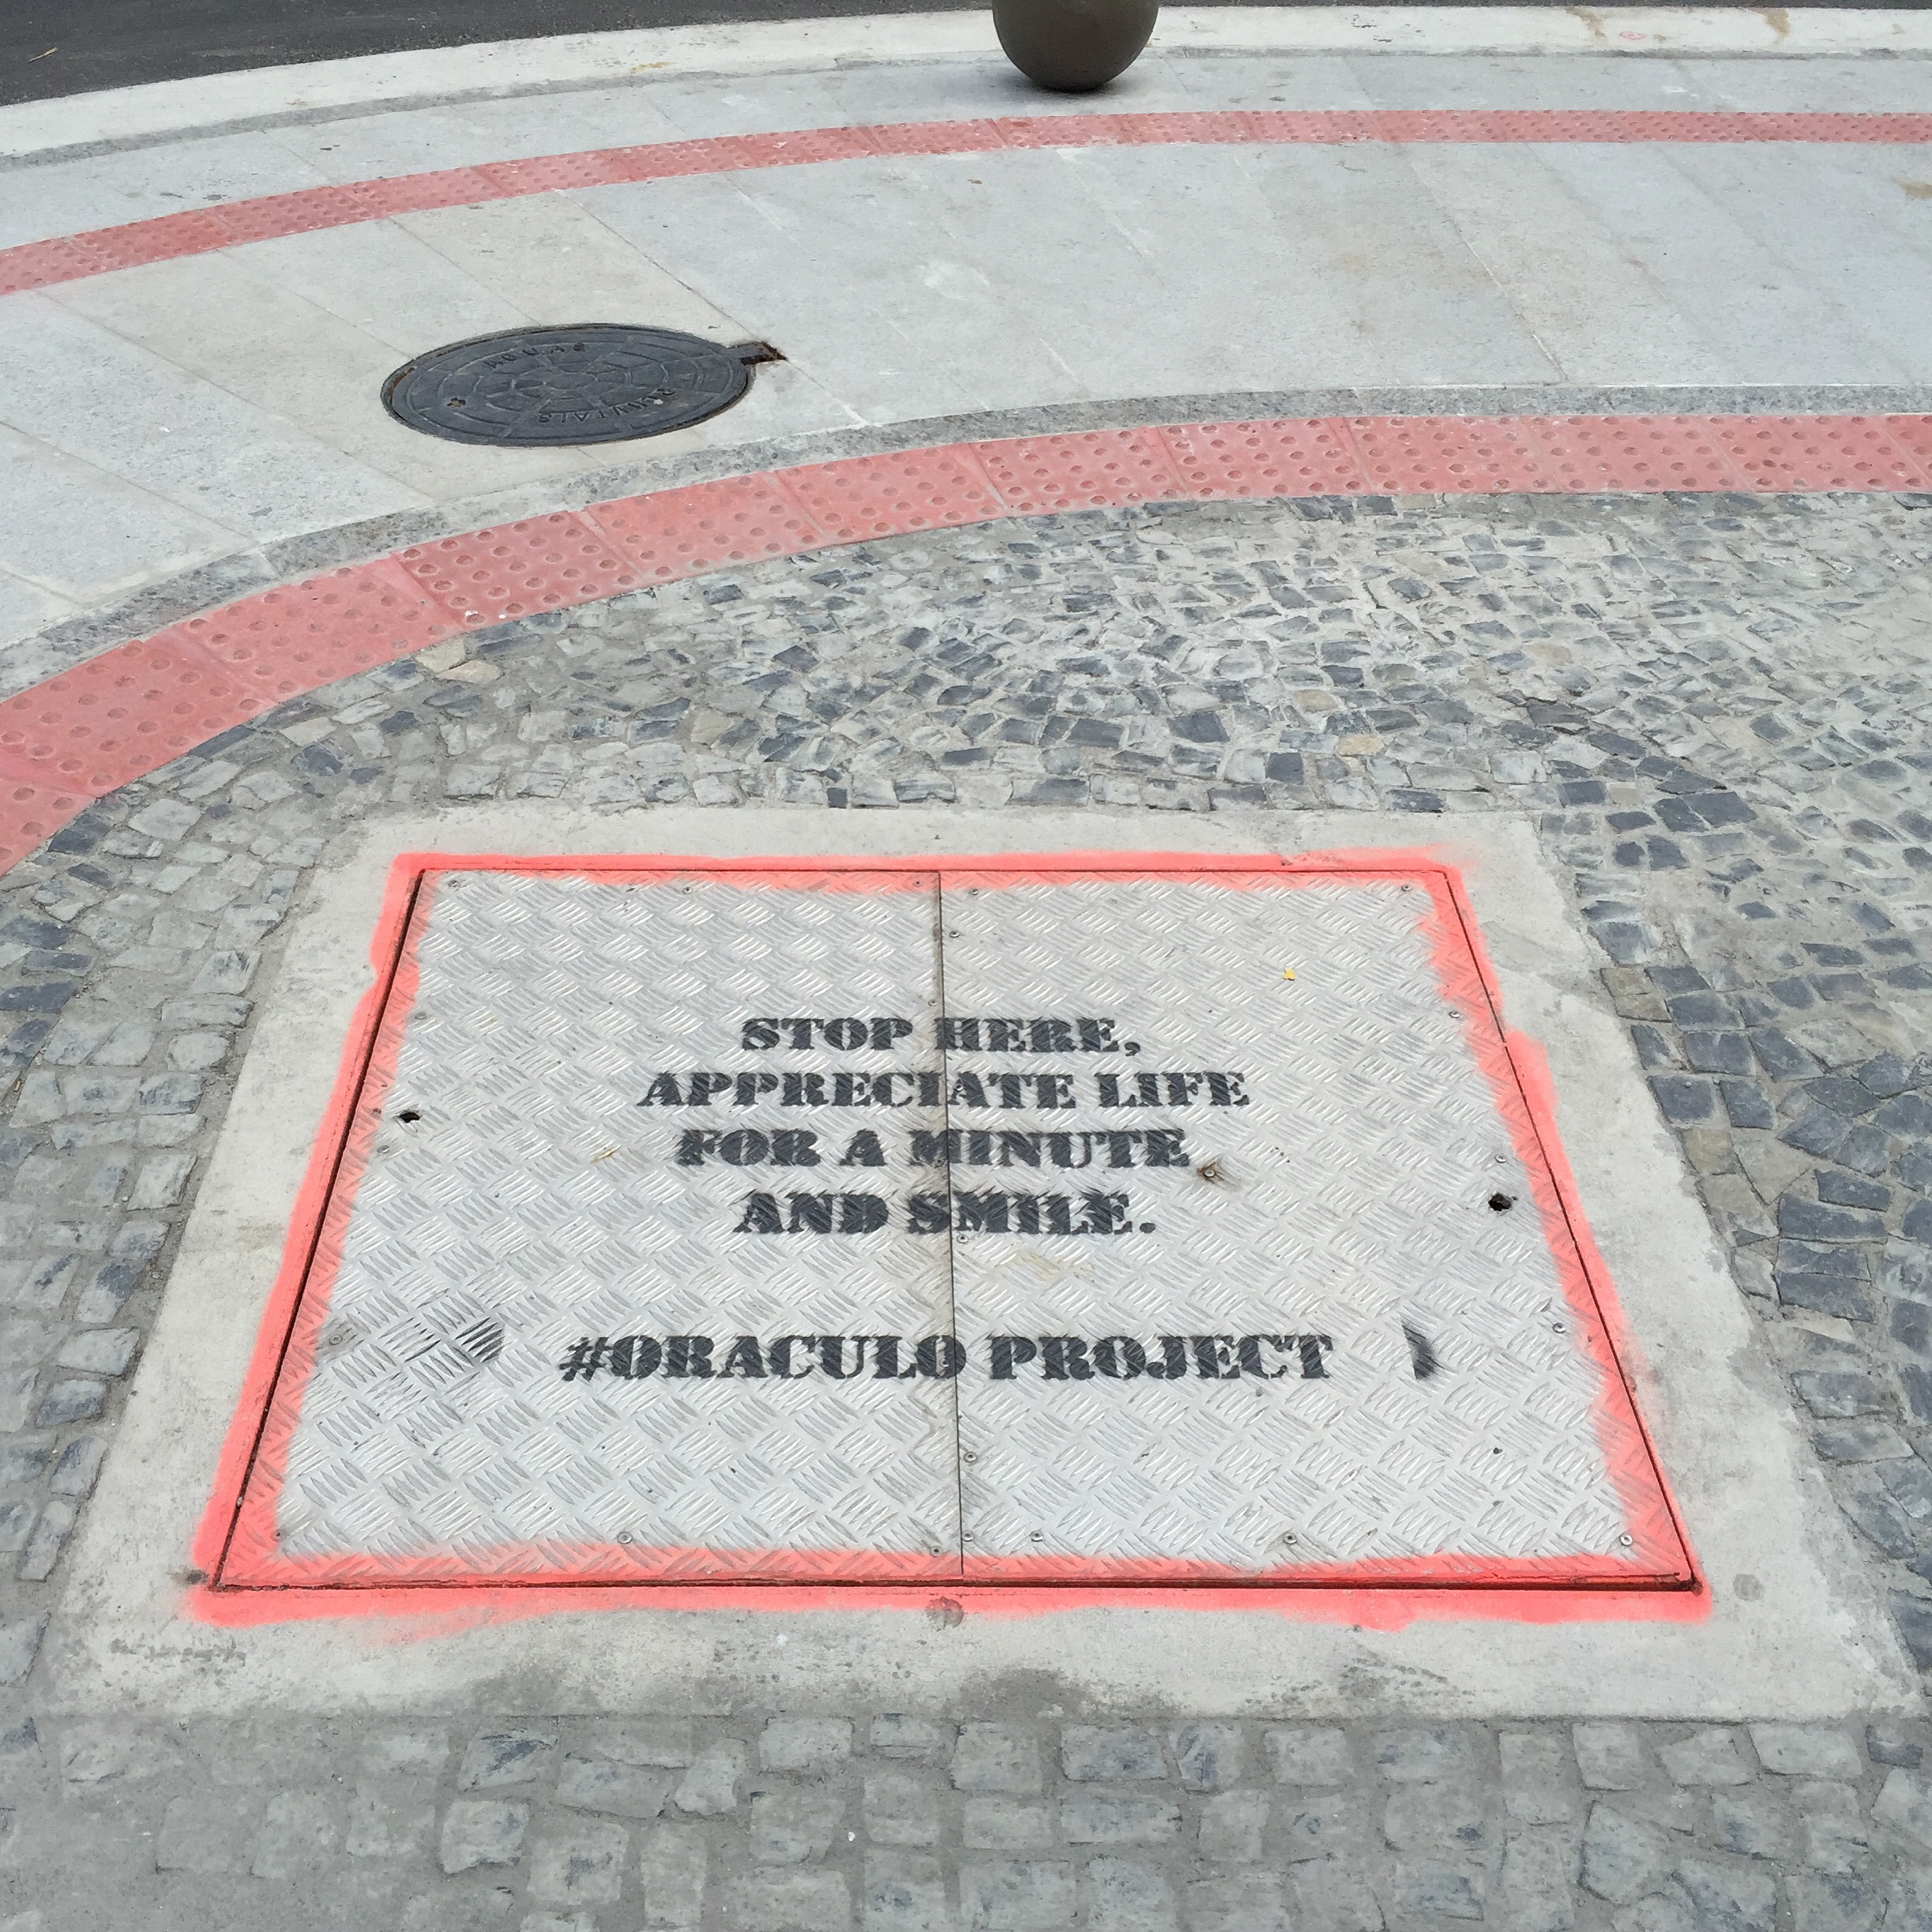 STOP HERE,
APPRECIATE LIFE
FOR A MINUTE
AND SMILE.
#ORACULO PROJECT